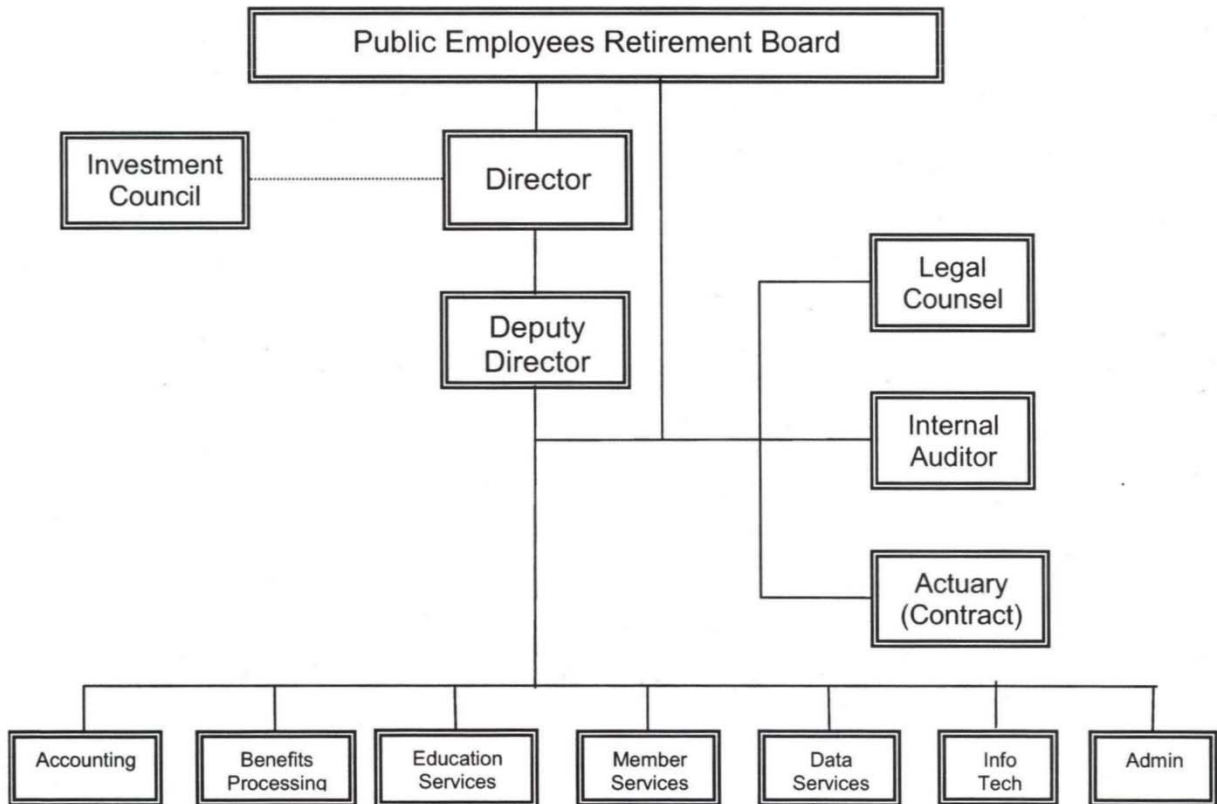 Public Employees Retirement Board
Investment
Council
Director
Legal
Counsel
Deputy
Director
Internal
Auditor
Actuary
(Contract)
Accounting
Benefits
Processing
Education
Services
Member
Services
Data
Services
Info
Tech
Admin